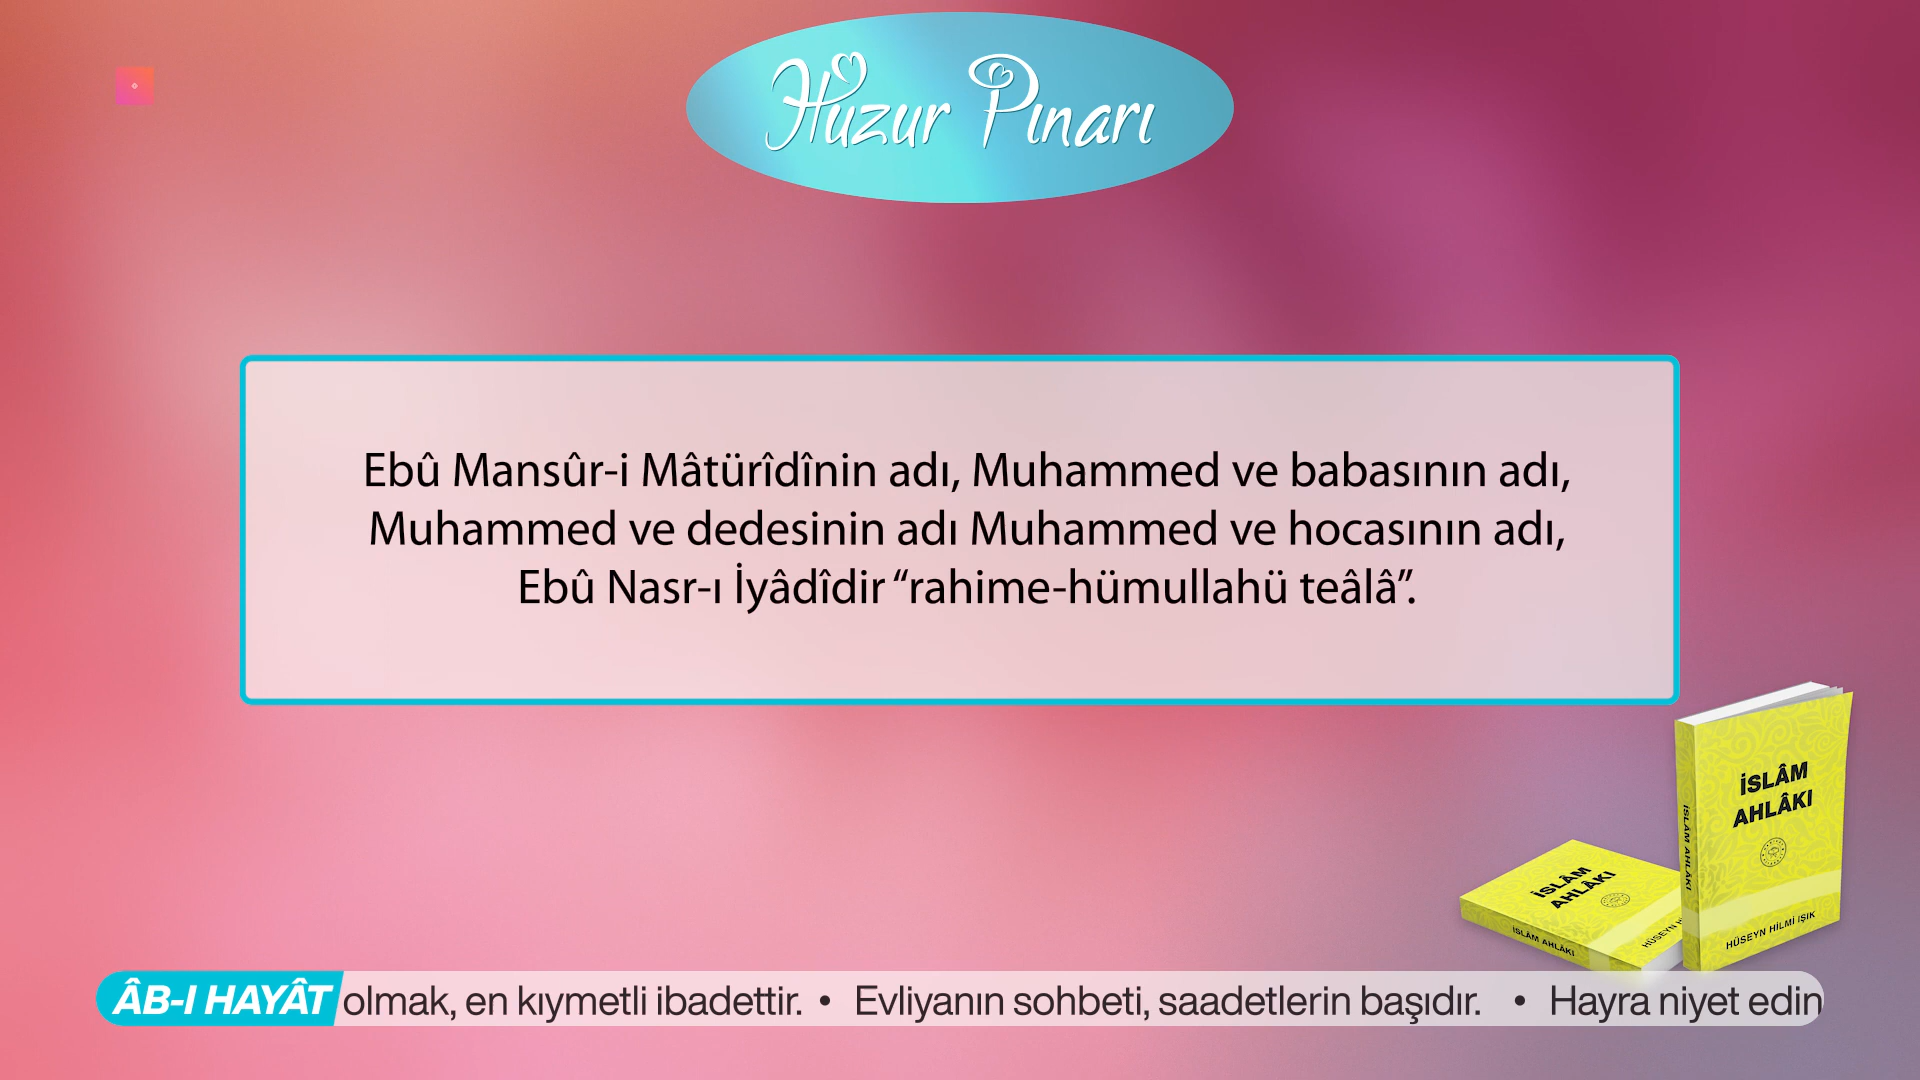 Huzur Pınarı
Ebû Mansûr-i Mâtürîdînin adı, Muhammed ve babasının adı,
Muhammed ve dedesinin adı Muhammed ve hocasının adı,
Ebû Nasr-ı İyâdîdir “rahime-hümullahü teâlâ”.
İSLÂM
AHLÂKI
HÜSEYN HİLMİ IŞIK
İSLÂM AHLÂKI
İSLÂM
AHLÂKI
HÜSEYN
İSLÂM AHLÂKI
ÂB-I HAYÂT olmak, en kıymetli ibadettir. • Evliyanın sohbeti, saadetlerin başıdır. • Hayra niyet edin